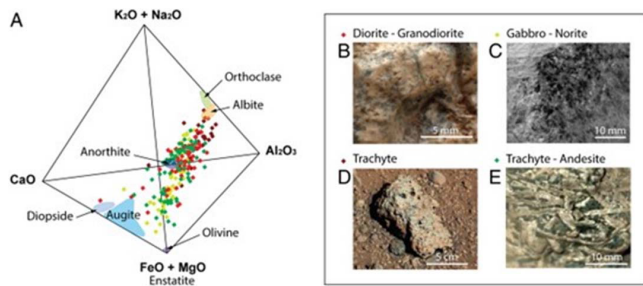 A
K₂O + Na₂O
Orthoclase
Albite
Anorthite
Al₂O₃
CaO
Diopside
Augite
Olivine
FeO + MgO
Enstatite
Diorite - Granodiorite
Gabbro - Norite
B
5 mm
C
10 mm
Trachyte
Trachyte - Andesite
D
5 cm
E
10 mm